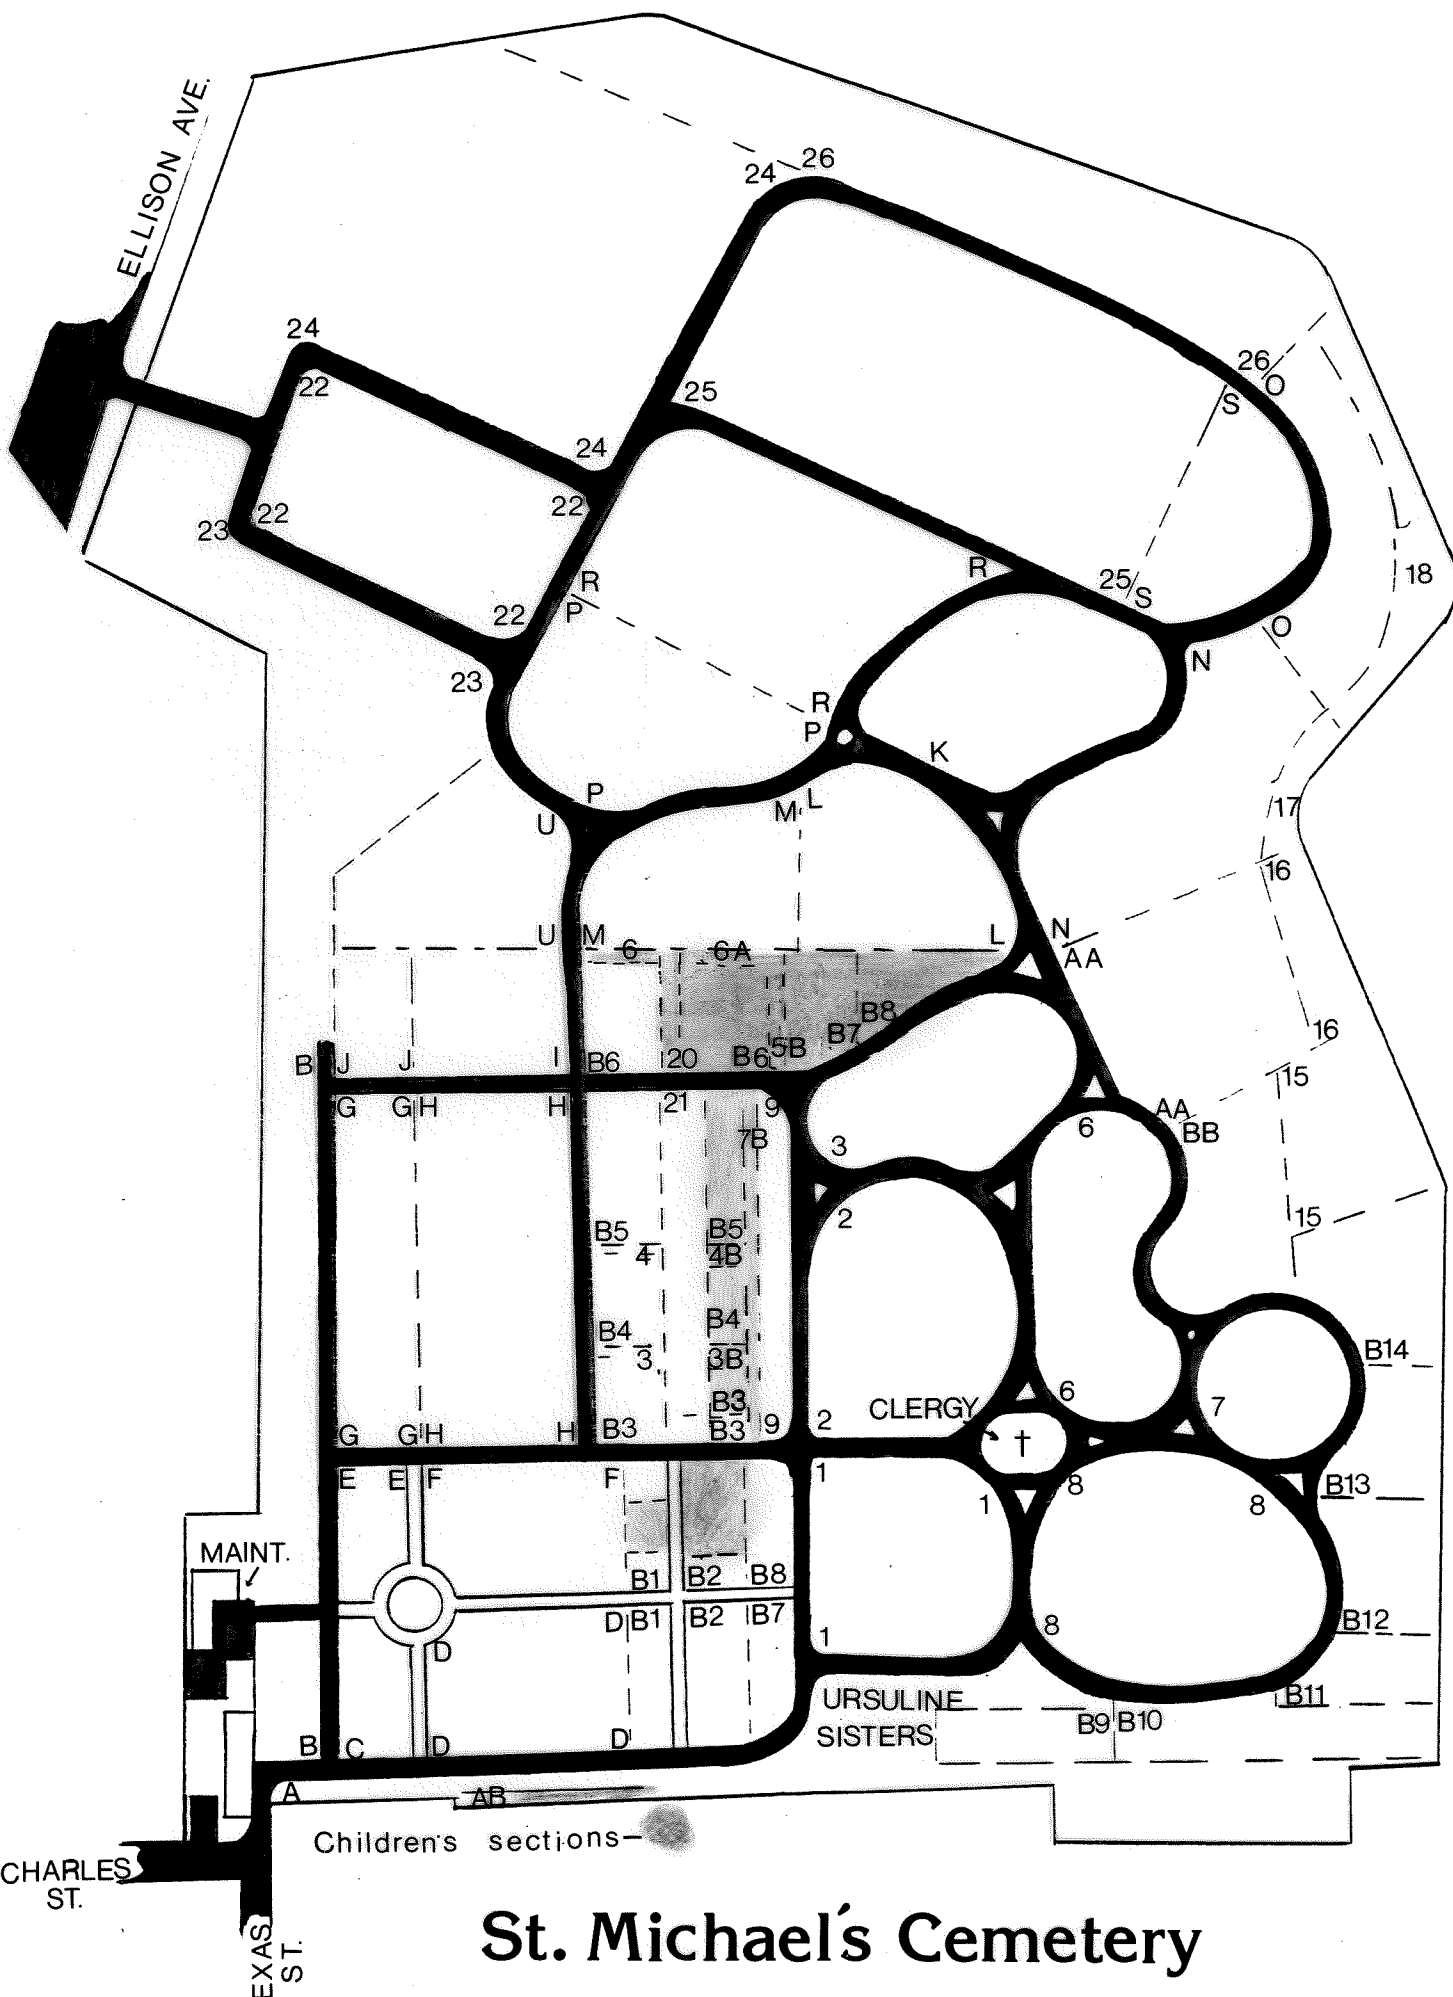 ELLISON AVE.
26
24
24
22
25
26
O
S
24
22
22
23
R
P
R
25
S
18
O
22
N
23
R
P
K
P
U
M L
17
16
U M
6
6A
L
N
AA
B8
B7
5B
16
B J
J
I
B6
20
B6
15
G
G H
H
21
9
AA
BB
7B
3
6
B5
4
B5
4B
2
15
B4
3
B4
3B
B14
B3
B3
CLERGY
6
7
G
G H
H
B3
9
2
†
E
E F
F
1
1
8
8
B13
MAINT.
B1
B2
B8
D
B1
B2
B7
D
1
8
B12
URSULINE
SISTERS
B11
B9 B10
B C
D
D
A
AB
Children's sections—
CHARLES
ST.
EXAS
ST.
St. Michael's Cemetery